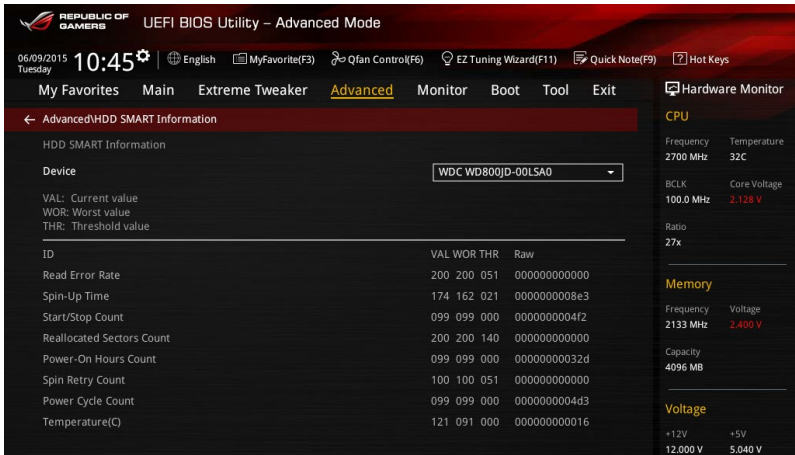 REPUBLIC OF
GAMERS
UEFI BIOS Utility – Advanced Mode
06/09/2015
Tuesday
10:45
English
MyFavorite(F3)
Qfan Control(F6)
EZ Tuning Wizard(F11)
Quick Note(F9)
? Hot Keys
My Favorites Main Extreme Tweaker Advanced Monitor Boot Tool Exit
← Advanced\HDD SMART Information
HDD SMART Information
Device WDC WD800JD-00LSA0
VAL: Current value
WOR: Worst value
THR: Threshold value
ID VAL WOR THR Raw
Read Error Rate 200 200 051 000000000000
Spin-Up Time 174 162 021 0000000008e3
Start/Stop Count 099 099 000 0000000004f2
Reallocated Sectors Count 200 200 140 000000000000
Power-On Hours Count 099 099 000 00000000032d
Spin Retry Count 100 100 051 000000000000
Power Cycle Count 099 099 000 0000000004d3
Temperature(C) 121 091 000 000000000016
Hardware Monitor
CPU
Frequency Temperature
2700 MHz 32C
BCLK Core Voltage
100.0 MHz 2.128 V
Ratio
27x
Memory
Frequency Voltage
2133 MHz 2.400 V
Capacity
4096 MB
Voltage
+12V +5V
12.000 V 5.040 V